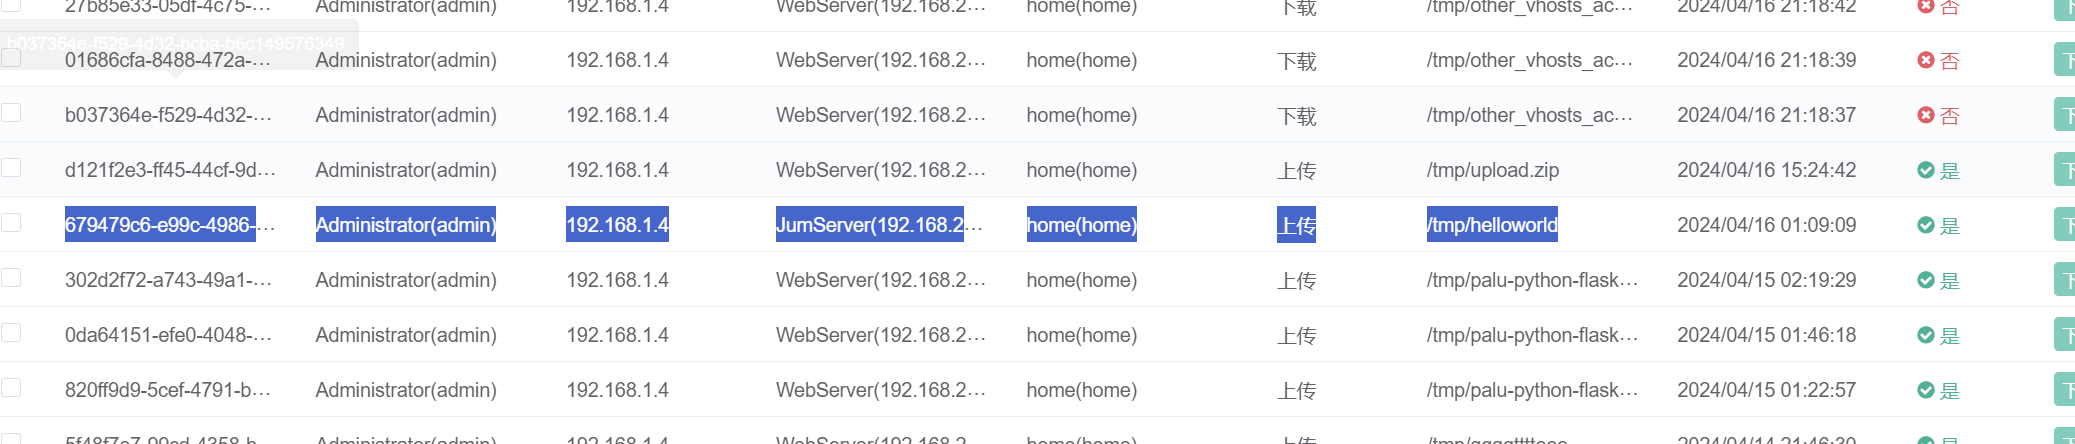 27b85e33-05df-4c75-… Administrator(admin) 192.168.1.4 WebServer(192.168.2… home(home) 下载 /tmp/other_vhosts_ac… 2024/04/16 21:18:42 否 下
b037364e-f529-4d32-bcba-b6c149576349
01686cfa-8488-472a-… Administrator(admin) 192.168.1.4 WebServer(192.168.2… home(home) 下载 /tmp/other_vhosts_ac… 2024/04/16 21:18:39 否 下
b037364e-f529-4d32-… Administrator(admin) 192.168.1.4 WebServer(192.168.2… home(home) 下载 /tmp/other_vhosts_ac… 2024/04/16 21:18:37 否 下
d121f2e3-ff45-44cf-9d… Administrator(admin) 192.168.1.4 WebServer(192.168.2… home(home) 上传 /tmp/upload.zip 2024/04/16 15:24:42 是 下
679479c6-e99c-4986-… Administrator(admin) 192.168.1.4 JumServer(192.168.2… home(home) 上传 /tmp/helloworld 2024/04/16 01:09:09 是 下
302d2f72-a743-49a1-… Administrator(admin) 192.168.1.4 WebServer(192.168.2… home(home) 上传 /tmp/palu-python-flask… 2024/04/15 02:19:29 是 下
0da64151-efe0-4048-… Administrator(admin) 192.168.1.4 WebServer(192.168.2… home(home) 上传 /tmp/palu-python-flask… 2024/04/15 01:46:18 是 下
820ff9d9-5cef-4791-b… Administrator(admin) 192.168.1.4 WebServer(192.168.2… home(home) 上传 /tmp/palu-python-flask… 2024/04/15 01:22:57 是 下
Administrator(admin) 192.168.1.4 WebServer(192.168.2… home(home) 上传 2024/04/14 21:46:30 是